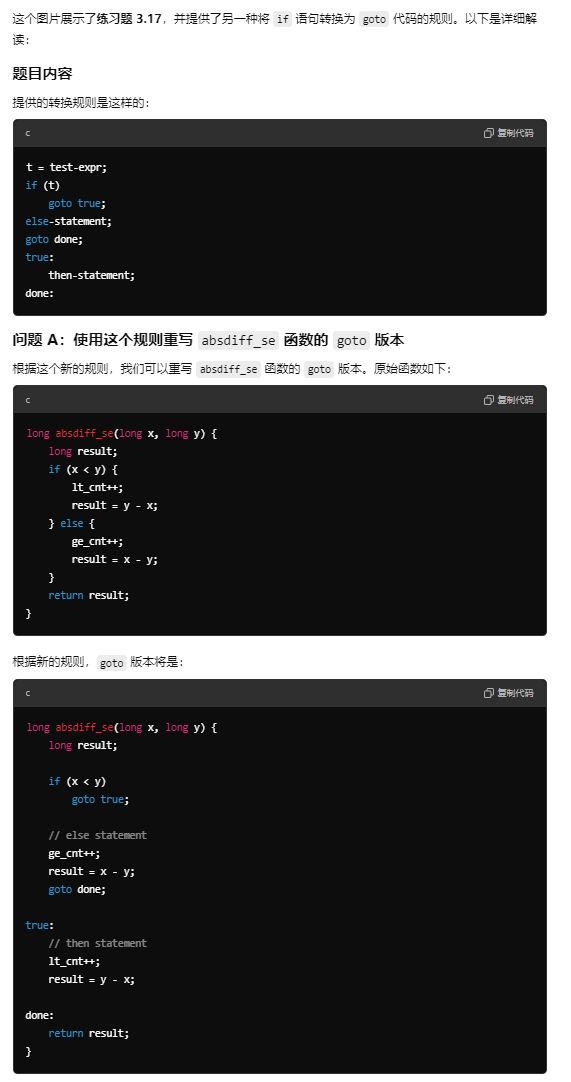 这个图片展示了练习题 3.17，并提供了另一种将 if 语句转换为 goto 代码的规则。以下是详细解
读：
题目内容
提供的转换规则是这样的：
c 复制代码
t = test-expr;
if (t)
    goto true;
else-statement;
goto done;
true:
    then-statement;
done:
问题 A：使用这个规则重写 absdiff_se 函数的 goto 版本
根据这个新的规则，我们可以重写 absdiff_se 函数的 goto 版本。原始函数如下：
c 复制代码
long absdiff_se(long x, long y) {
    long result;
    if (x < y) {
        lt_cnt++;
        result = y - x;
    } else {
        ge_cnt++;
        result = x - y;
    }
    return result;
}
根据新的规则，goto 版本将是：
c 复制代码
long absdiff_se(long x, long y) {
    long result;
    if (x < y)
        goto true;
    // else statement
    ge_cnt++;
    result = x - y;
    goto done;
true:
    // then statement
    lt_cnt++;
    result = y - x;
done:
    return result;
}